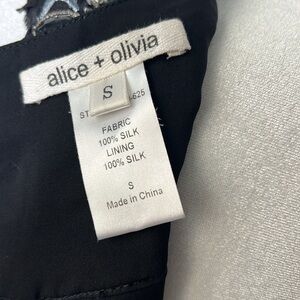 alice + olivia
S
ST
625
FABRIC
100% SILK
LINING
100% SILK
S
Made in China